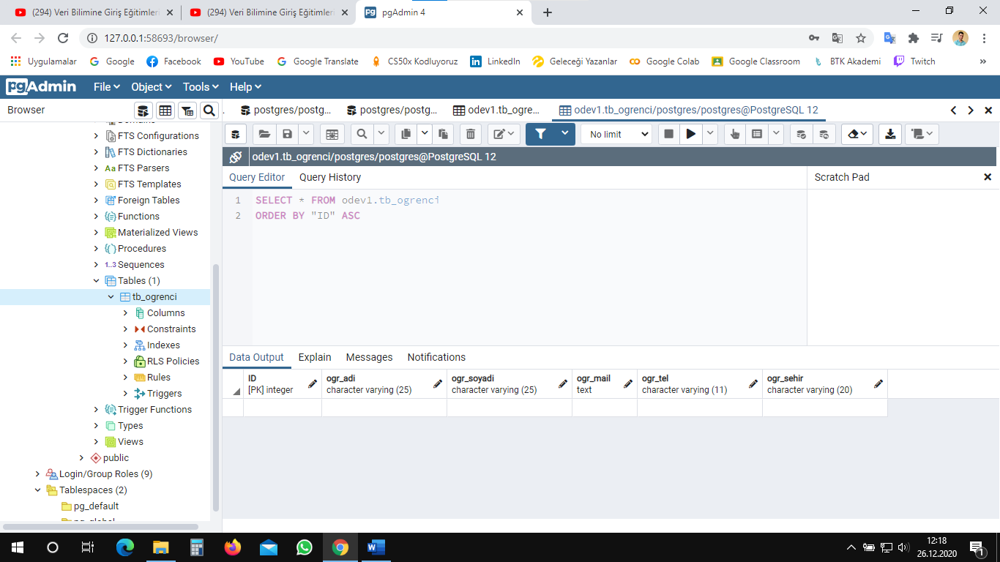 (294) Veri Bilimine Giriş Eğitimleri
(294) Veri Bilimine Giriş Eğitimleri
pgAdmin 4
127.0.0.1:58693/browser/
Uygulamalar
Google
Facebook
YouTube
Google Translate
CS50x Kodluyoruz
LinkedIn
Geleceği Yazanlar
Google Colab
Google Classroom
BTK Akademi
Twitch
»
pgAdmin
File
Object
Tools
Help
Browser
postgres/postg...
postgres/postg...
odev1.tb_ogre...
odev1.tb_ogrenci/postgres/postgres@PostgreSQL 12
No limit
odev1.tb_ogrenci/postgres/postgres@PostgreSQL 12
Query Editor
Query History
Scratch Pad
1 SELECT * FROM odev1.tb_ogrenci
2 ORDER BY "ID" ASC
FTS Configurations
FTS Dictionaries
Aa FTS Parsers
FTS Templates
Foreign Tables
Functions
Materialized Views
Procedures
1..3 Sequences
Tables (1)
tb_ogrenci
Columns
Constraints
Indexes
RLS Policies
Rules
Triggers
Trigger Functions
Types
Views
public
Login/Group Roles (9)
Tablespaces (2)
pg_default
pg_global
Data Output
Explain
Messages
Notifications
ID
[PK] integer
ogr_adi
character varying (25)
ogr_soyadi
character varying (25)
ogr_mail
text
ogr_tel
character varying (11)
ogr_sehir
character varying (20)
12:18
26.12.2020
1